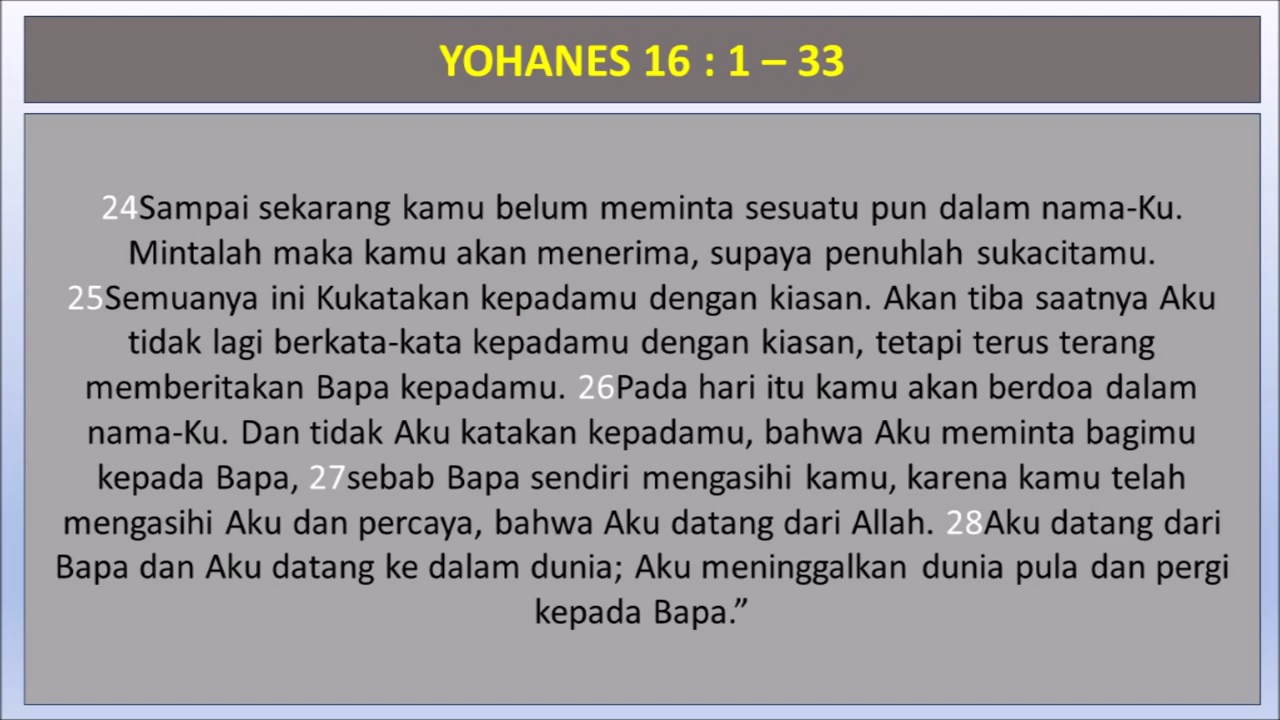 YOHANES 16 : 1 – 33
24Sampai sekarang kamu belum meminta sesuatu pun dalam nama-Ku.
Mintalah maka kamu akan menerima, supaya penuhlah sukacitamu.
25Semuanya ini Kukatakan kepadamu dengan kiasan. Akan tiba saatnya Aku
tidak lagi berkata-kata kepadamu dengan kiasan, tetapi terus terang
memberitakan Bapa kepadamu. 26Pada hari itu kamu akan berdoa dalam
nama-Ku. Dan tidak Aku katakan kepadamu, bahwa Aku meminta bagimu
kepada Bapa, 27sebab Bapa sendiri mengasihi kamu, karena kamu telah
mengasihi Aku dan percaya, bahwa Aku datang dari Allah. 28Aku datang dari
Bapa dan Aku datang ke dalam dunia; Aku meninggalkan dunia pula dan pergi
kepada Bapa.”